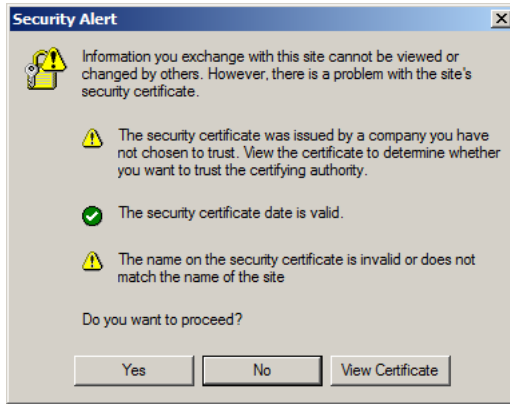 Security Alert
Information you exchange with this site cannot be viewed or
changed by others. However, there is a problem with the site's
security certificate.
The security certificate was issued by a company you have
not chosen to trust. View the certificate to determine whether
you want to trust the certifying authority.
The security certificate date is valid.
The name on the security certificate is invalid or does not
match the name of the site
Do you want to proceed?
Yes No View Certificate